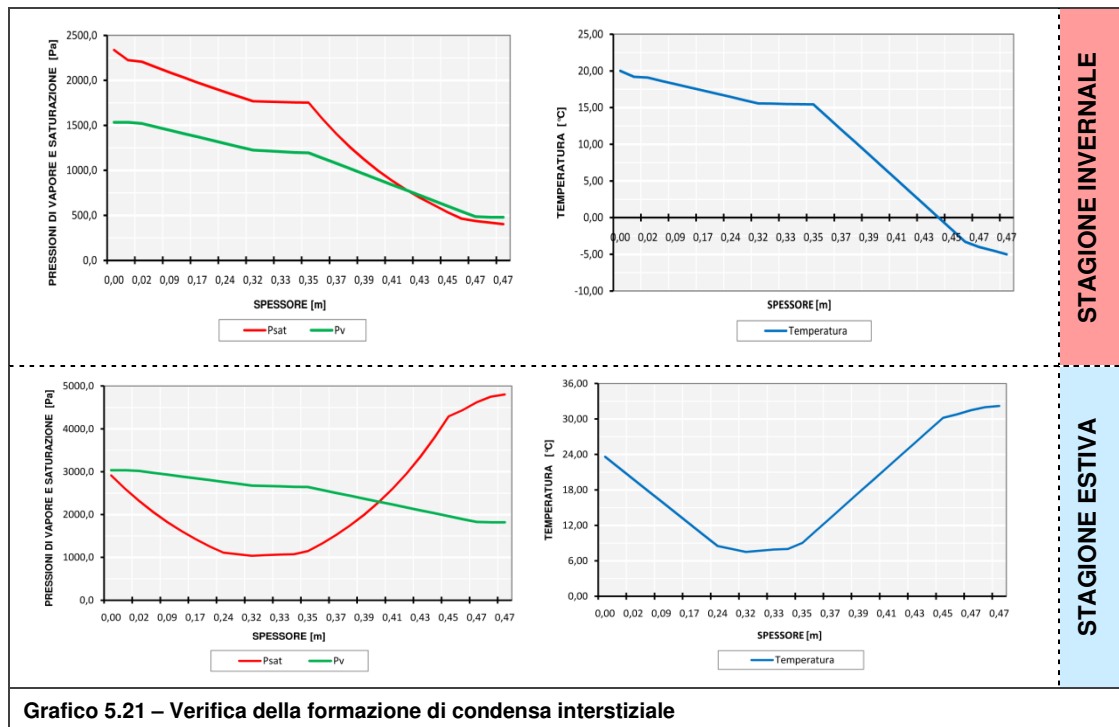 PRESSIONI DI VAPORE E SATURAZIONE [Pa]
2500,0
2000,0
1500,0
1000,0
500,0
0,0
0,00 0,02 0,09 0,17 0,24 0,32 0,33 0,35 0,37 0,39 0,41 0,43 0,45 0,47 0,47
SPESSORE [m]
Psat Pv
TEMPERATURA [°C]
25,00
20,00
15,00
10,00
5,00
0,00
-5,00
-10,00
0,00 0,02 0,09 0,17 0,24 0,32 0,33 0,35 0,37 0,39 0,41 0,43 0,45 0,47 0,47
SPESSORE [m]
Temperatura
STAGIONE INVERNALE
PRESSIONI DI VAPORE E SATURAZIONE [Pa]
5000,0
4000,0
3000,0
2000,0
1000,0
0,0
0,00 0,02 0,09 0,17 0,24 0,32 0,33 0,35 0,37 0,39 0,41 0,43 0,45 0,47 0,47
SPESSORE [m]
Psat Pv
TEMPERATURA [°C]
36,00
30,00
24,00
18,00
12,00
6,00
0,00
0,00 0,02 0,09 0,17 0,24 0,32 0,33 0,35 0,37 0,39 0,41 0,43 0,45 0,47 0,47
SPESSORE [m]
Temperatura
STAGIONE ESTIVA
Grafico 5.21 – Verifica della formazione di condensa interstiziale